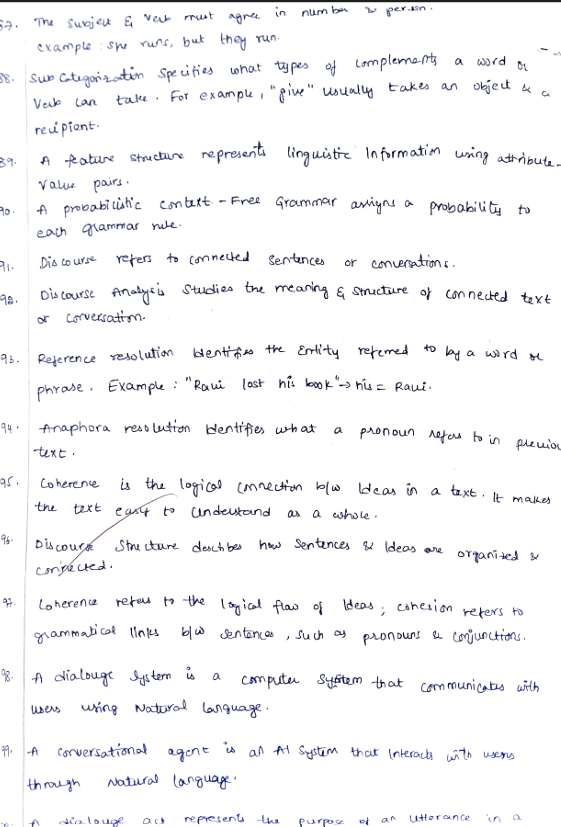 87. The subject & Verb must agree in number & person.
example: she runs, but they run.
88. Sub Categorization Specifies what types of complements a word or
Verb can take. For example, "give" usually takes an object & a
recipient.
89. A feature structure represents linguistic Information using attribute-
value pairs.
90. A probabilistic context-Free Grammar assigns a probability to
each grammar rule.
91. Discourse refers to connected sentences or conversations.
92. Discourse Analysis studies the meaning & structure of connected text
or conversation.
93. Reference resolution identifies the Entity referred to by a word or
phrase. Example: "Ravi lost his book" → his = Ravi.
94. Anaphora resolution identifies what a pronoun refers to in previou
text.
95. Coherence is the logical connection b/w Ideas in a text. It makes
the text easy to understand as a whole.
96. Discourse structure describes how sentences & Ideas are organized &
connected.
97. Coherence refers to the logical flow of Ideas; cohesion refers to
grammatical links b/w sentences, such as pronouns & conjunctions.
98. A dialouge system is a computer system that communicates with
users using Natural language.
99. A conversational agent is an AI System that Interacts with users
through Natural language.
A dialouge act represents the purpose of an utterance in a